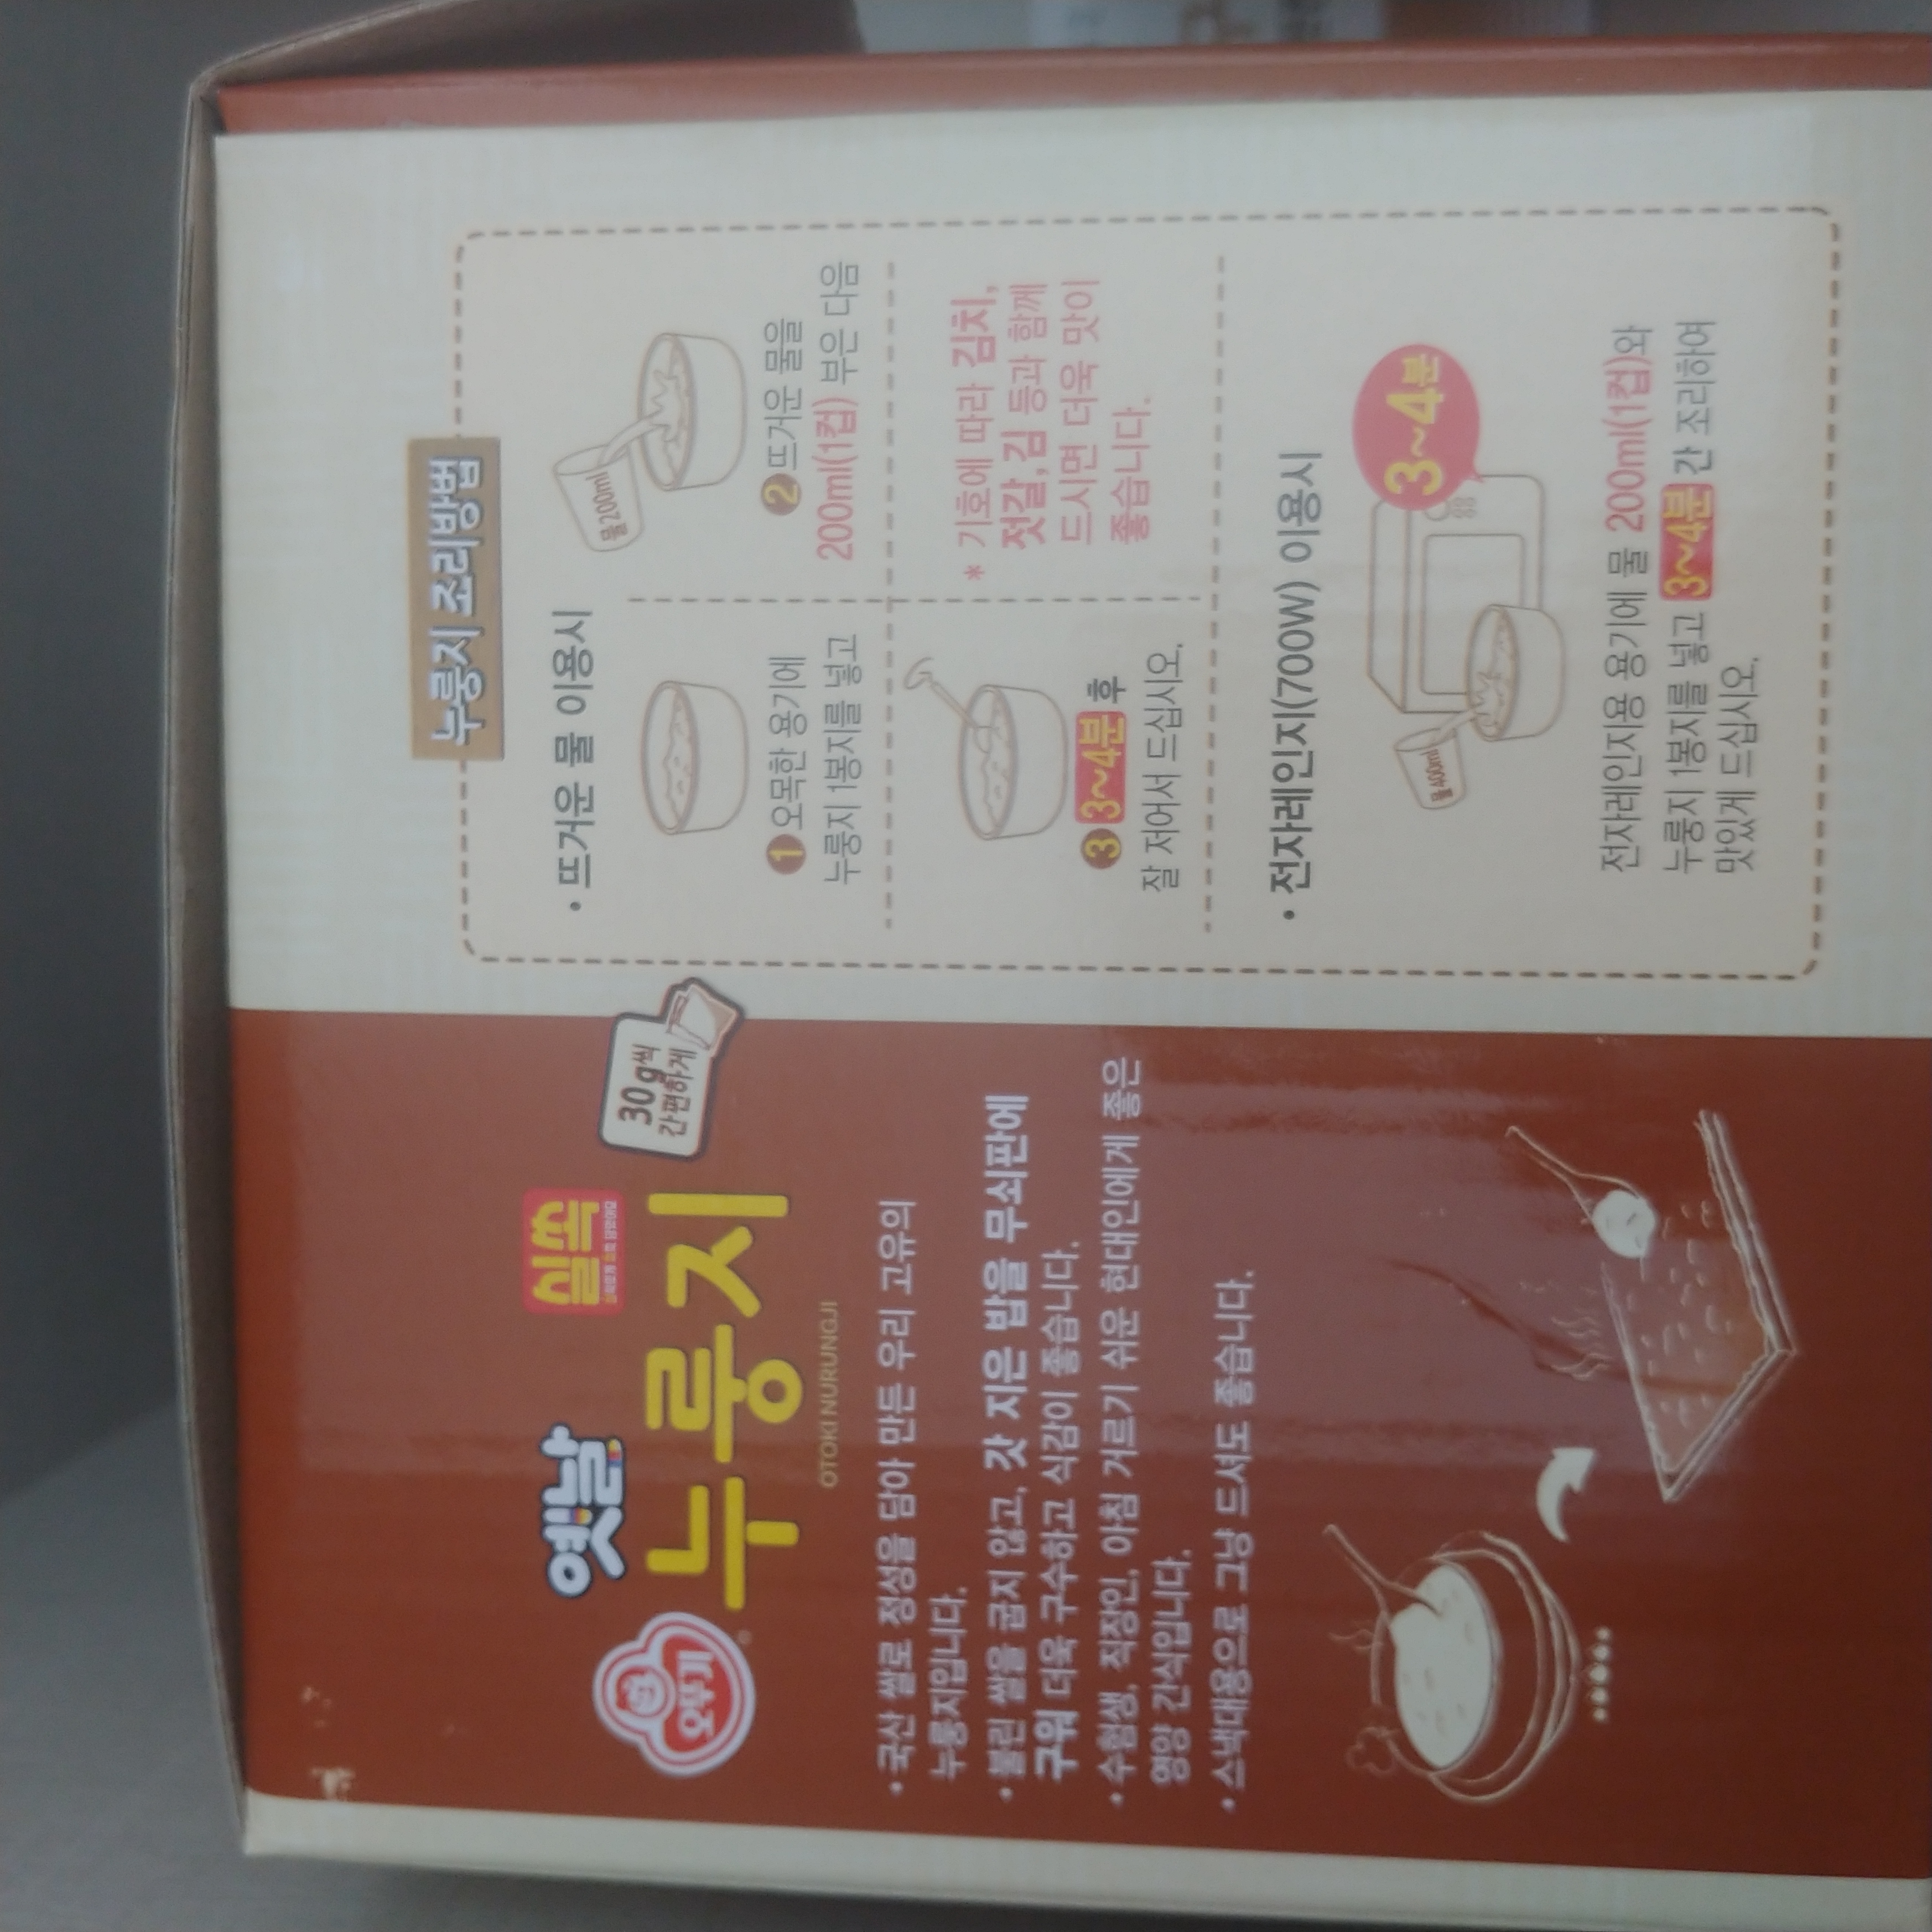 오뚜기
옛날
실속
누룽지
OTOKI NURUNGJI
30g씩
간편하게
• 국산 쌀로 정성을 담아 만든 우리 고유의
누룽지입니다.
• 불린 쌀을 굽지 않고, 갓 지은 밥을 무쇠판에
구워 더욱 구수하고 식감이 좋습니다.
• 수험생, 직장인, 아침 거르기 쉬운 현대인에게 좋은
영양 간식입니다.
• 스낵대용으로 그냥 드셔도 좋습니다.
누룽지 조리방법
• 뜨거운 물 이용시
1 오목한 용기에
누룽지 1봉지를 넣고
물200ml
2 뜨거운 물을
200ml(1컵) 부은 다음
3 3~4분 후
잘 저어서 드십시오.
* 기호에 따라 김치,
젓갈,김 등과 함께
드시면 더욱 맛이
좋습니다.
• 전자레인지(700W) 이용시
물400ml
3~4분
전자레인지용 용기에 물 200ml(1컵)와
누룽지 1봉지를 넣고 3~4분 간 조리하여
맛있게 드십시오.